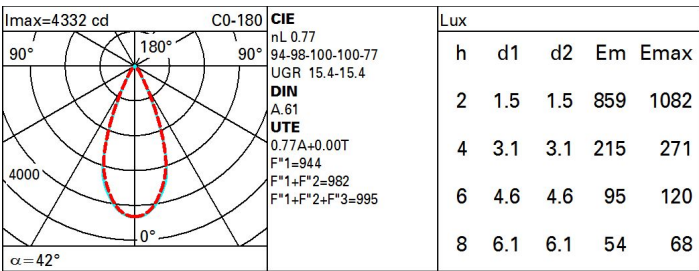 Imax=4332 cd C0-180
90° 180° 90°
4000
0°
α=42°
CIE
nL 0.77
94-98-100-100-77
UGR 15.4-15.4
DIN
A.61
UTE
0.77A+0.00T
F"1=944
F"1+F"2=982
F"1+F"2+F"3=995
Lux
h d1 d2 Em Emax
2 1.5 1.5 859 1082
4 3.1 3.1 215 271
6 4.6 4.6 95 120
8 6.1 6.1 54 68